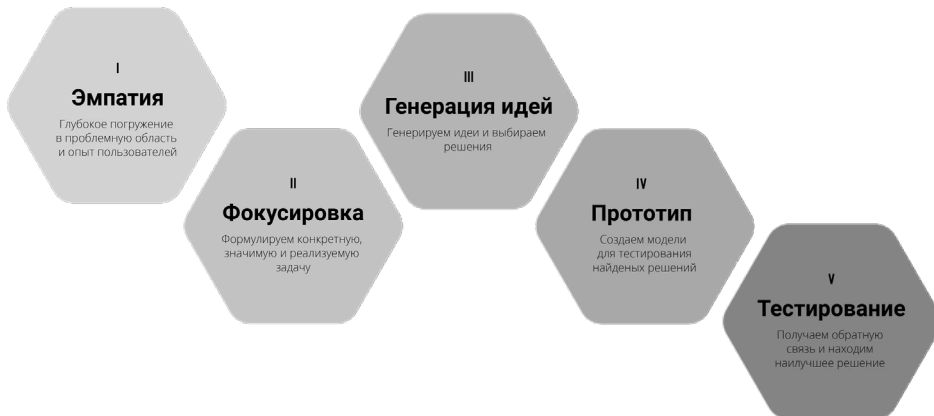 I
Эмпатия
Глубокое погружение
в проблемную область
и опыт пользователей
II
Фокусировка
Формулируем конкретную,
значимую и реализуемую
задачу
III
Генерация идей
Генерируем идеи и выбираем
решения
IV
Прототип
Создаем модели
для тестирования
найденых решений
V
Тестирование
Получаем обратную
связь и находим
наилучшее решение